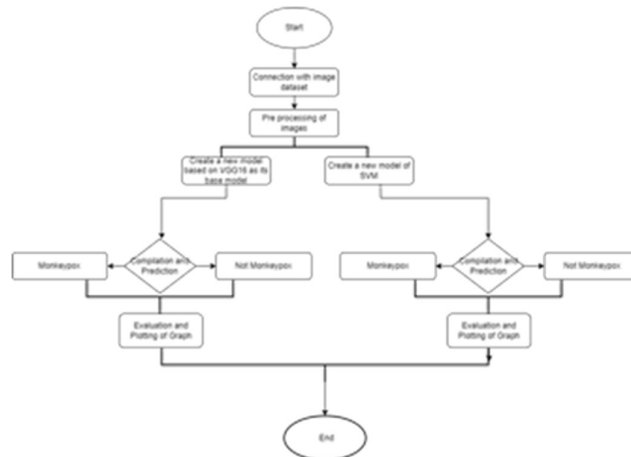 Start
Connection with image
dataset
Pre processing of
images
Create a new model
based on VGG16 as its
base model
Create a new model of
SVM
Monkeypox
Compilation and
Prediction
Not Monkeypox
Monkeypox
Compilation and
Prediction
Not Monkeypox
Evaluation and
Plotting of Graph
Evaluation and
Plotting of Graph
End